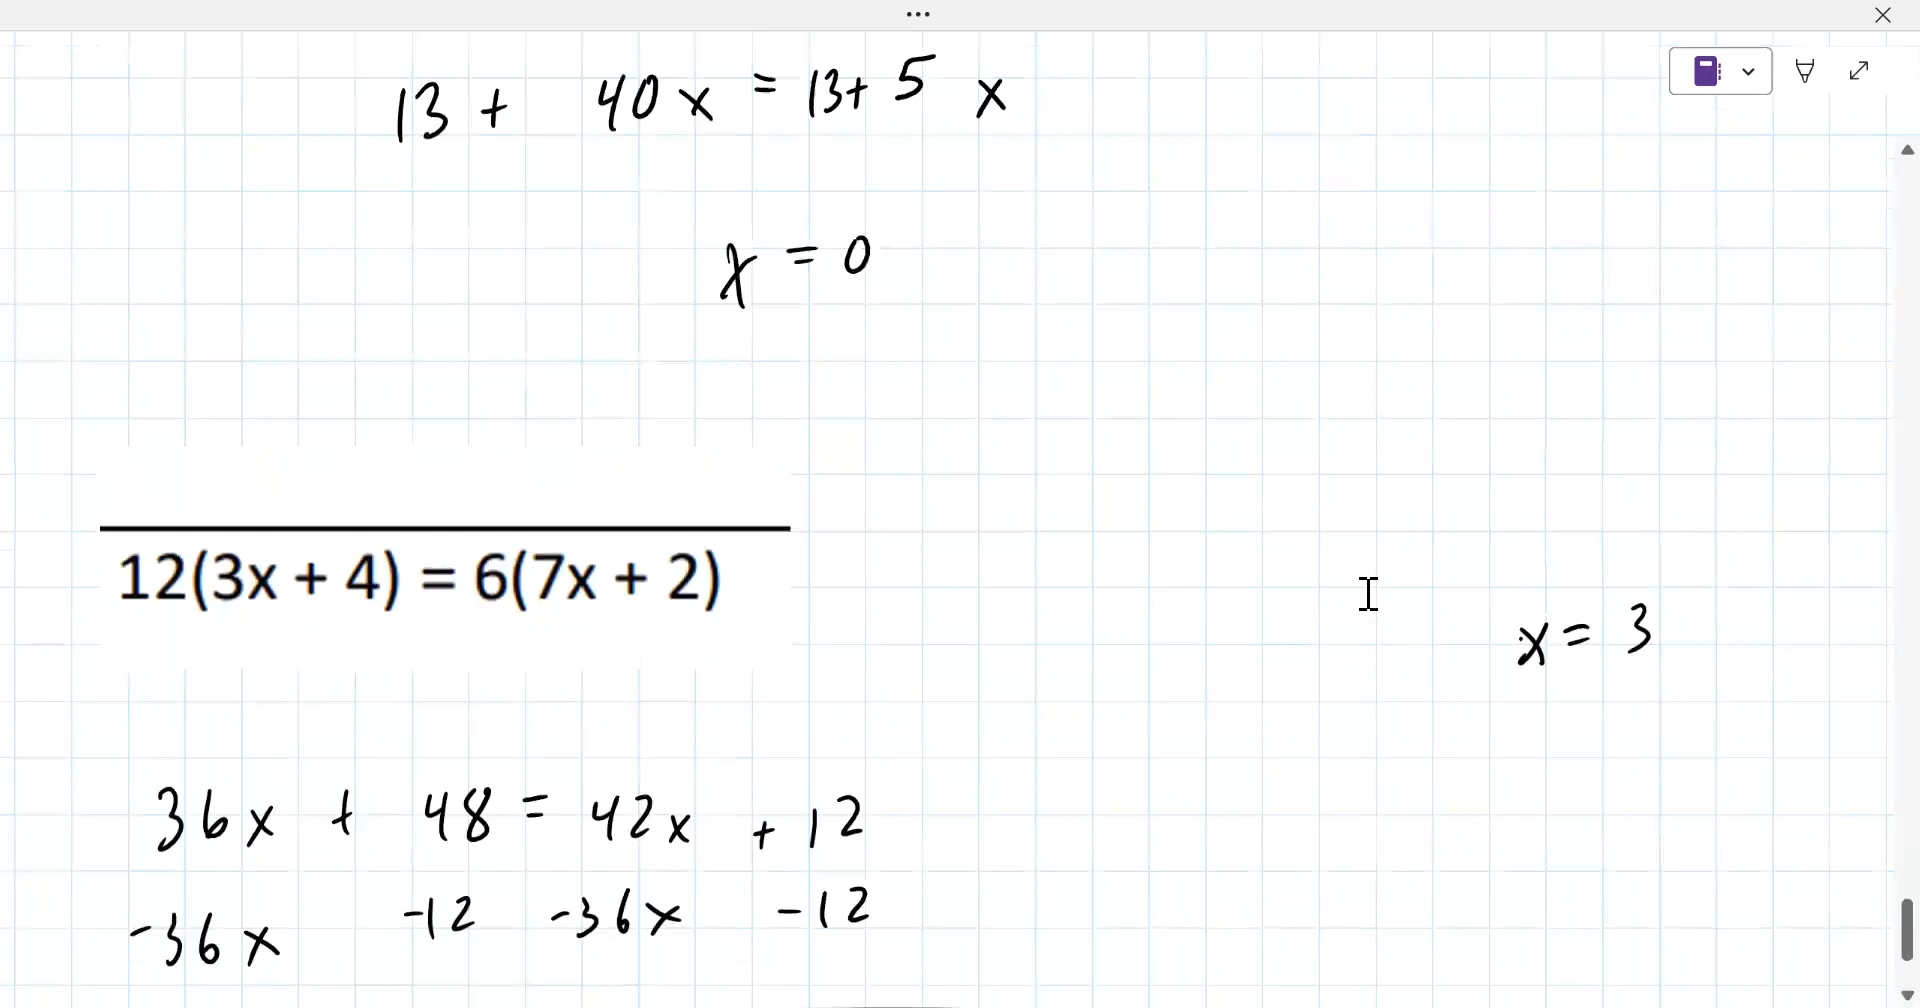 13 + 40x = 13 + 5 x
x = 0
12(3x + 4) = 6(7x + 2)
x = 3
36x + 48 = 42x + 12
-36x -12 -36x -12